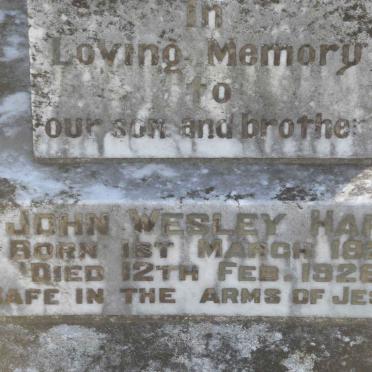 In
Loving Memory
to
our son and brother
JOHN WESLEY
BORN 1ST MARCH
DIED 12TH FEB. 1928
SAFE IN THE ARMS OF